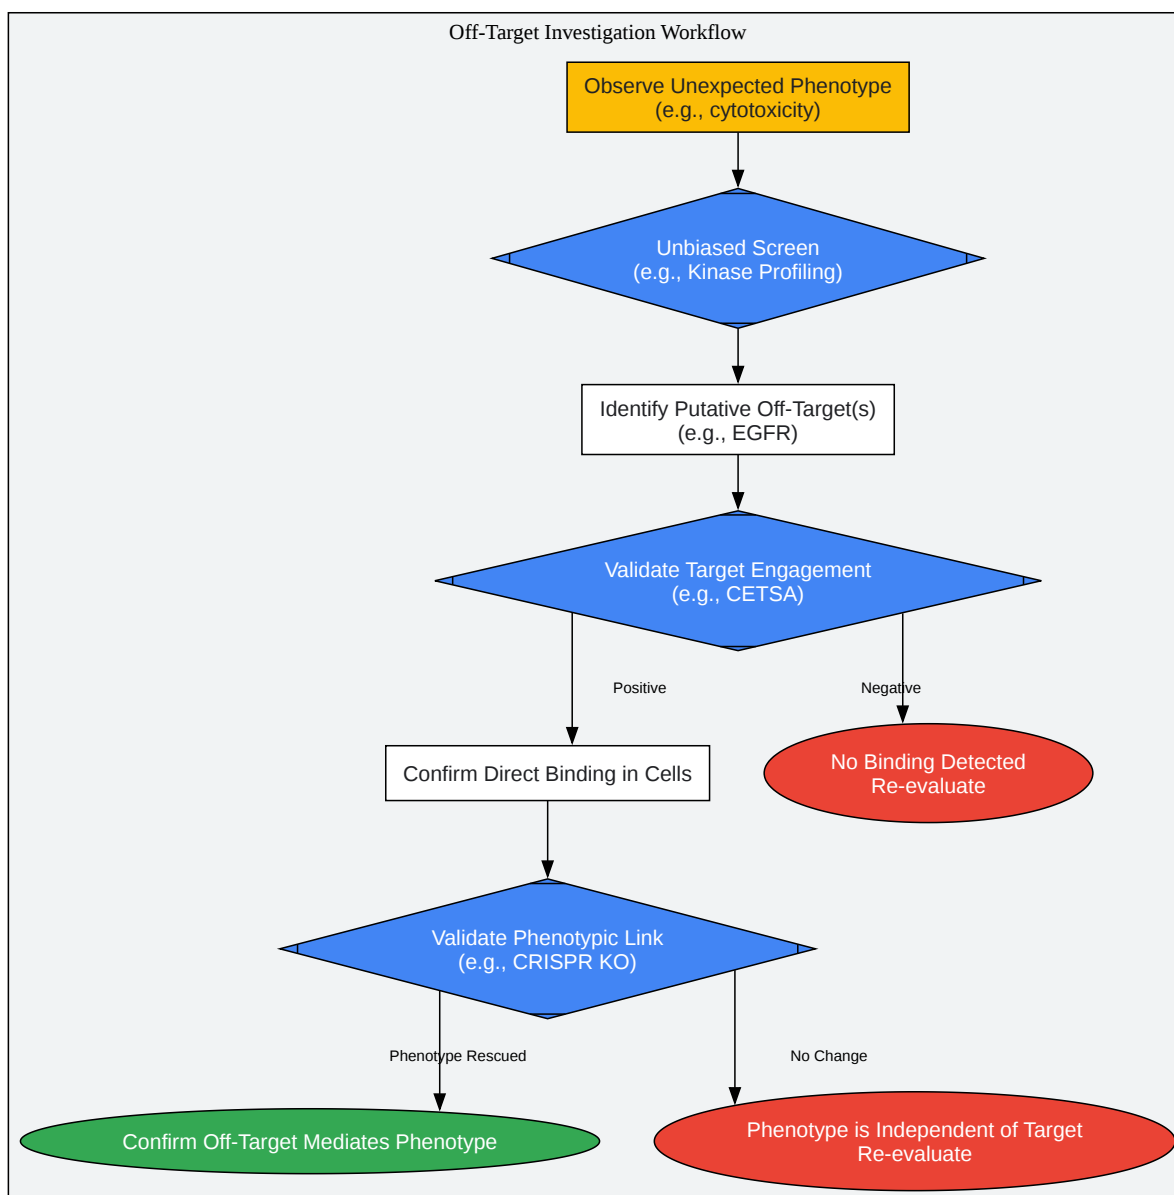 Off-Target Investigation Workflow
Observe Unexpected Phenotype
(e.g., cytotoxicity)
Unbiased Screen
(e.g., Kinase Profiling)
Identify Putative Off-Target(s)
(e.g., EGFR)
Validate Target Engagement
(e.g., CETSA)
Positive
Negative
No Binding Detected
Re-evaluate
Confirm Direct Binding in Cells
Validate Phenotypic Link
(e.g., CRISPR KO)
Phenotype Rescued
No Change
Confirm Off-Target Mediates Phenotype
Phenotype is Independent of Target
Re-evaluate